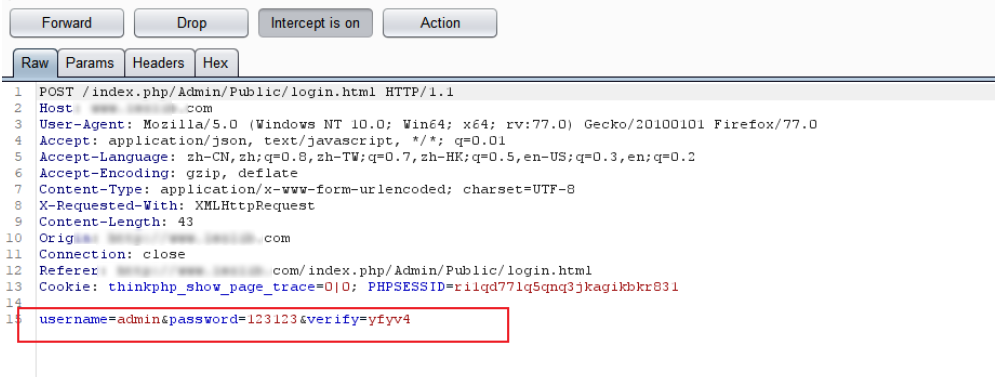 Forward Drop Intercept is on Action
Raw Params Headers Hex
1 POST /index.php/Admin/Public/login.html HTTP/1.1
2 Host: .com
3 User-Agent: Mozilla/5.0 (Windows NT 10.0; Win64; x64; rv:77.0) Gecko/20100101 Firefox/77.0
4 Accept: application/json, text/javascript, */*; q=0.01
5 Accept-Language: zh-CN,zh;q=0.8,zh-TW;q=0.7,zh-HK;q=0.5,en-US;q=0.3,en;q=0.2
6 Accept-Encoding: gzip, deflate
7 Content-Type: application/x-www-form-urlencoded; charset=UTF-8
8 X-Requested-With: XMLHttpRequest
9 Content-Length: 43
10 Orig .com
11 Connection: close
12 Referer: .com/index.php/Admin/Public/login.html
13 Cookie: thinkphp_show_page_trace=0|0; PHPSESSID=ri1qd771q5qnq3jkagikbkr831
14
15 username=admin&password=123123&verify=yfyv4